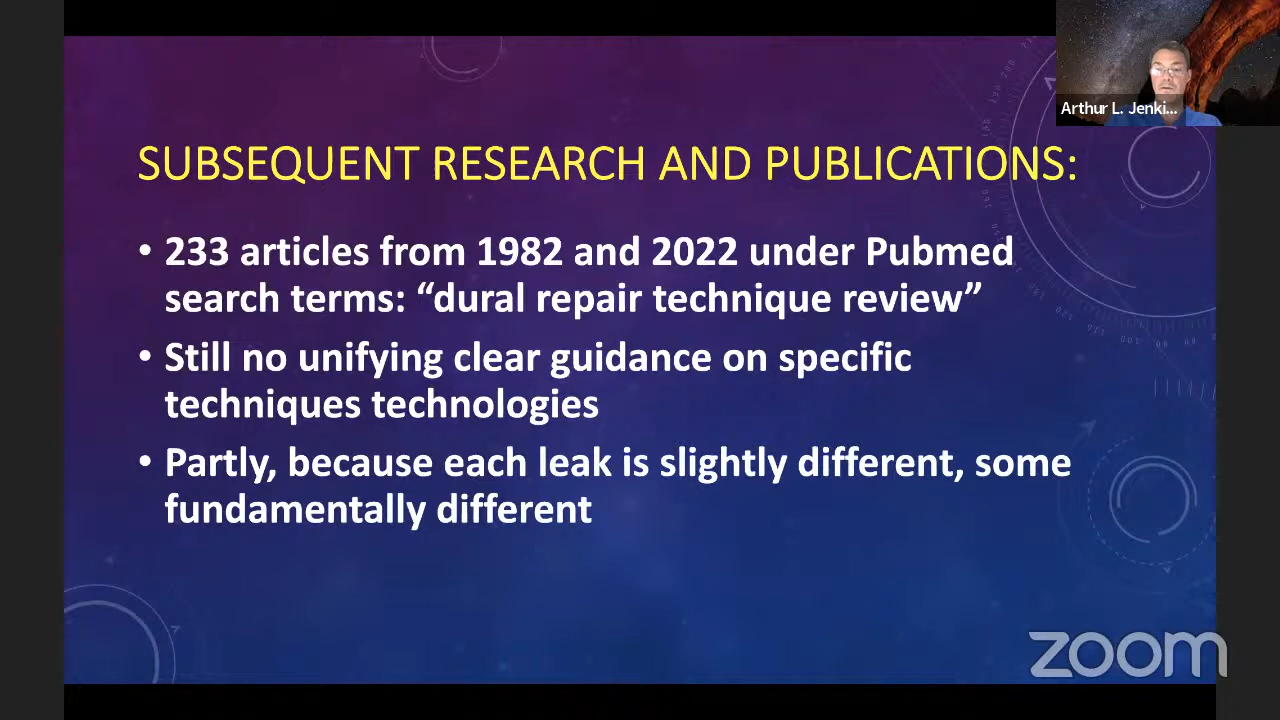 Arthur L. Jenki...
SUBSEQUENT RESEARCH AND PUBLICATIONS:
• 233 articles from 1982 and 2022 under Pubmed
search terms: “dural repair technique review”
• Still no unifying clear guidance on specific
techniques technologies
• Partly, because each leak is slightly different, some
fundamentally different
zoom